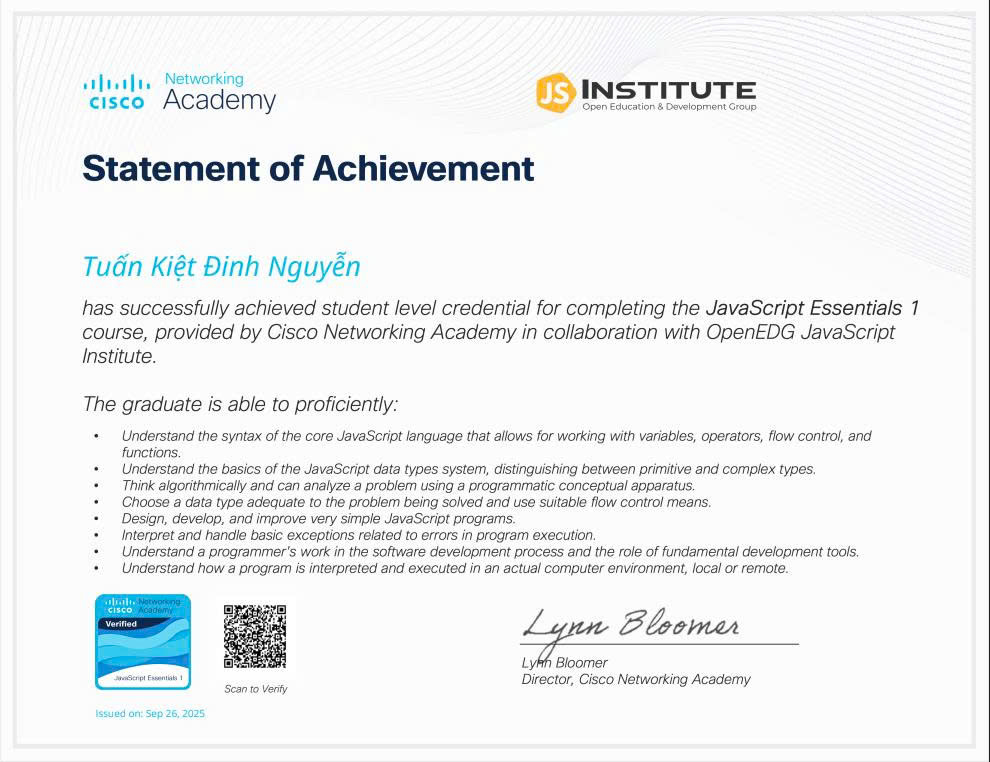 Networking
CISCO Academy
JS INSTITUTE
Open Education & Development Group
Statement of Achievement
Tuấn Kiệt Đinh Nguyễn
has successfully achieved student level credential for completing the JavaScript Essentials 1
course, provided by Cisco Networking Academy in collaboration with OpenEDG JavaScript
Institute.
The graduate is able to proficiently:
• Understand the syntax of the core JavaScript language that allows for working with variables, operators, flow control, and
functions.
• Understand the basics of the JavaScript data types system, distinguishing between primitive and complex types.
• Think algorithmically and can analyze a problem using a programmatic conceptual apparatus.
• Choose a data type adequate to the problem being solved and use suitable flow control means.
• Design, develop, and improve very simple JavaScript programs.
• Interpret and handle basic exceptions related to errors in program execution.
• Understand a programmer's work in the software development process and the role of fundamental development tools.
• Understand how a program is interpreted and executed in an actual computer environment, local or remote.
Networking
CISCO Academy
Verified
JavaScript Essentials 1
Scan to Verify
Issued on: Sep 26, 2025
Lynn Bloomer
Lynn Bloomer
Director, Cisco Networking Academy